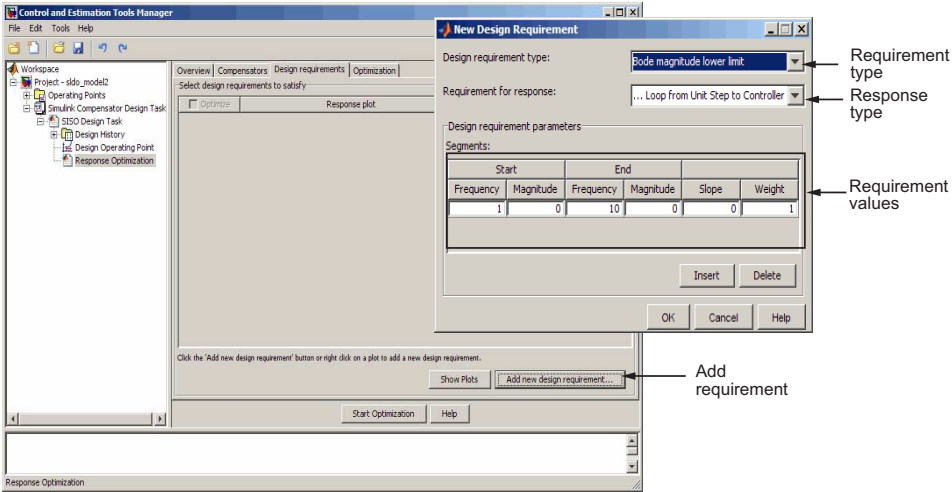 Control and Estimation Tools Manager
File Edit Tools Help
Workspace
Project - sldo_model2
Operating Points
Simulink Compensator Design Task
SISO Design Task
Design History
Design Operating Point
Response Optimization
Overview Compensators Design requirements Optimization
Select design requirements to satisfy
Optimize Response plot
Click the 'Add new design requirement' button or right click on a plot to add a new design requirement.
Show Plots Add new design requirement...
Start Optimization Help
Response Optimization
New Design Requirement
Design requirement type: Bode magnitude lower limit
Requirement for response: ... Loop from Unit Step to Controller
Design requirement parameters
Segments:
Start End
Frequency Magnitude Frequency Magnitude Slope Weight
1 0 10 0 0 1
Insert Delete
OK Cancel Help
Requirement
type
Response
type
Requirement
values
Add
requirement